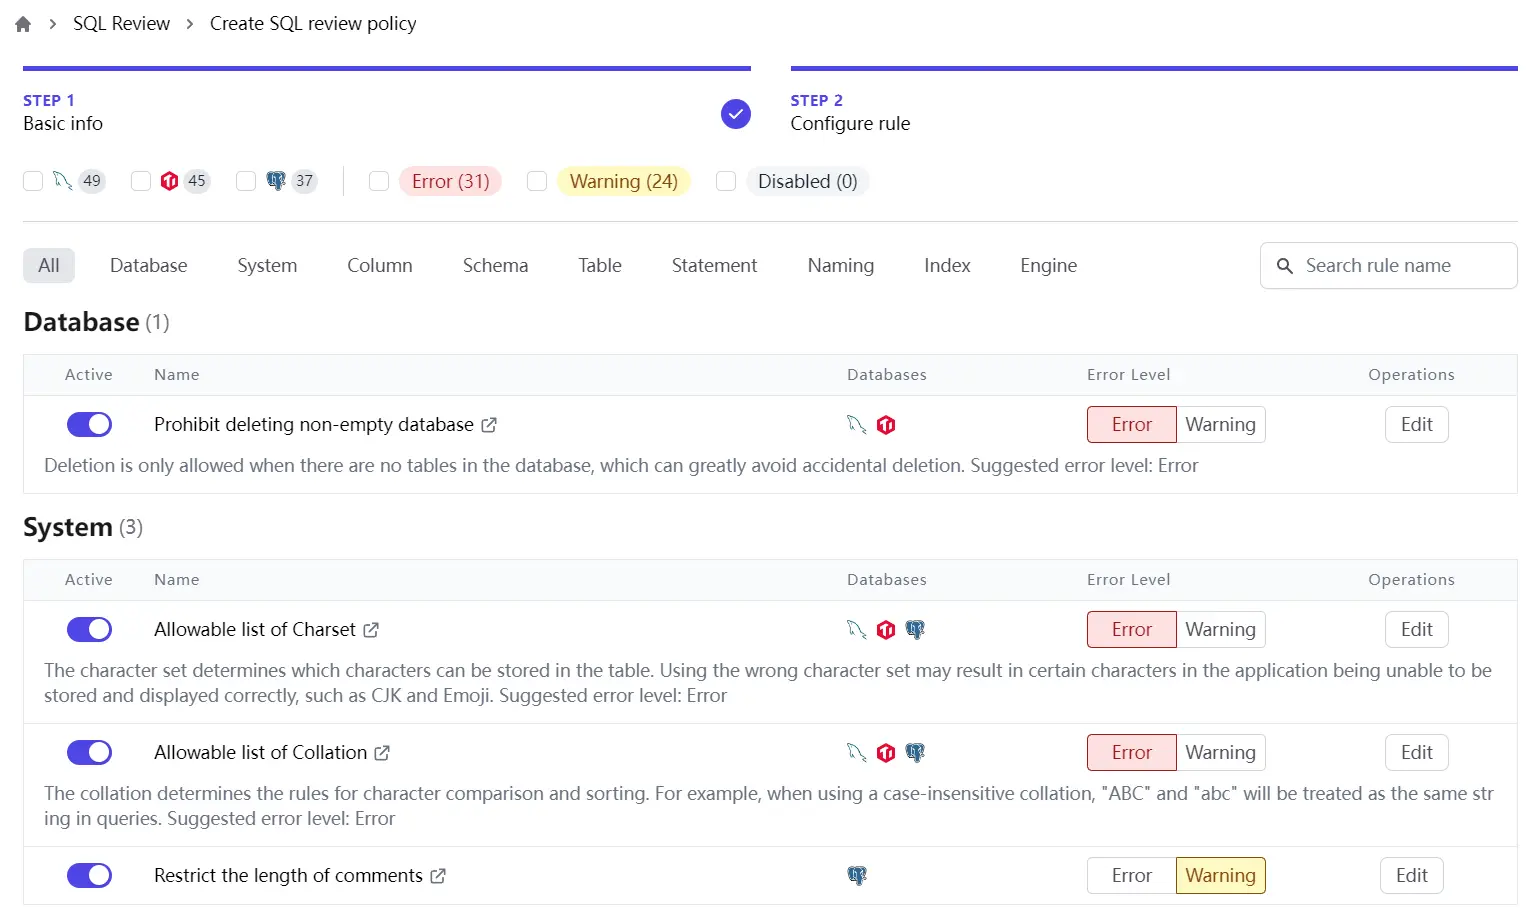 SQL Review Create SQL review policy
STEP 1
Basic info
STEP 2
Configure rule
49 45 37 Error (31) Warning (24) Disabled (0)
All Database System Column Schema Table Statement Naming Index Engine Search rule name
Database (1)
Active Name Databases Error Level Operations
Prohibit deleting non-empty database Error Warning Edit
Deletion is only allowed when there are no tables in the database, which can greatly avoid accidental deletion. Suggested error level: Error
System (3)
Active Name Databases Error Level Operations
Allowable list of Charset Error Warning Edit
The character set determines which characters can be stored in the table. Using the wrong character set may result in certain characters in the application being unable to be
stored and displayed correctly, such as CJK and Emoji. Suggested error level: Error
Allowable list of Collation Error Warning Edit
The collation determines the rules for character comparison and sorting. For example, when using a case-insensitive collation, "ABC" and "abc" will be treated as the same str
ing in queries. Suggested error level: Error
Restrict the length of comments Error Warning Edit